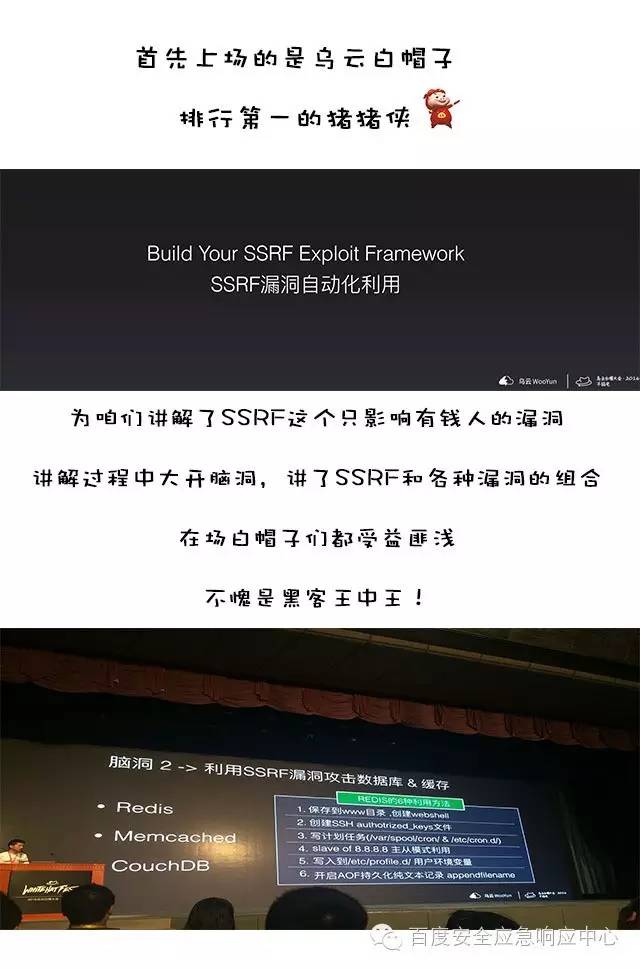 首先上场的是乌云白帽子
排行第一的猪猪侠
Build Your SSRF Exploit Framework
SSRF漏洞自动化利用
乌云 WooYun
为咱们讲解了SSRF这个只影响有钱人的漏洞
讲解过程中大开脑洞，讲了SSRF和各种漏洞的组合
在场白帽子们都受益匪浅
不愧是黑客王中王！
脑洞 2 -> 利用SSRF漏洞攻击数据库 & 缓存
• Redis
• Memcached
CouchDB
REDIS的6种利用方法
1. 保存到www目录,创建webshell
2. 创建SSH authotrized_keys文件
3. 写计划任务(/var/spool/cron/ & /etc/cron.d/)
4. slave of 8.8.8.8 主从模式利用
5. 写入到/etc/profile.d/ 用户环境变量
6. 开启AOF持久化纯文本记录 appendfilename
乌云 WooYun
WHITEHAT FEST
百度安全应急响应中心